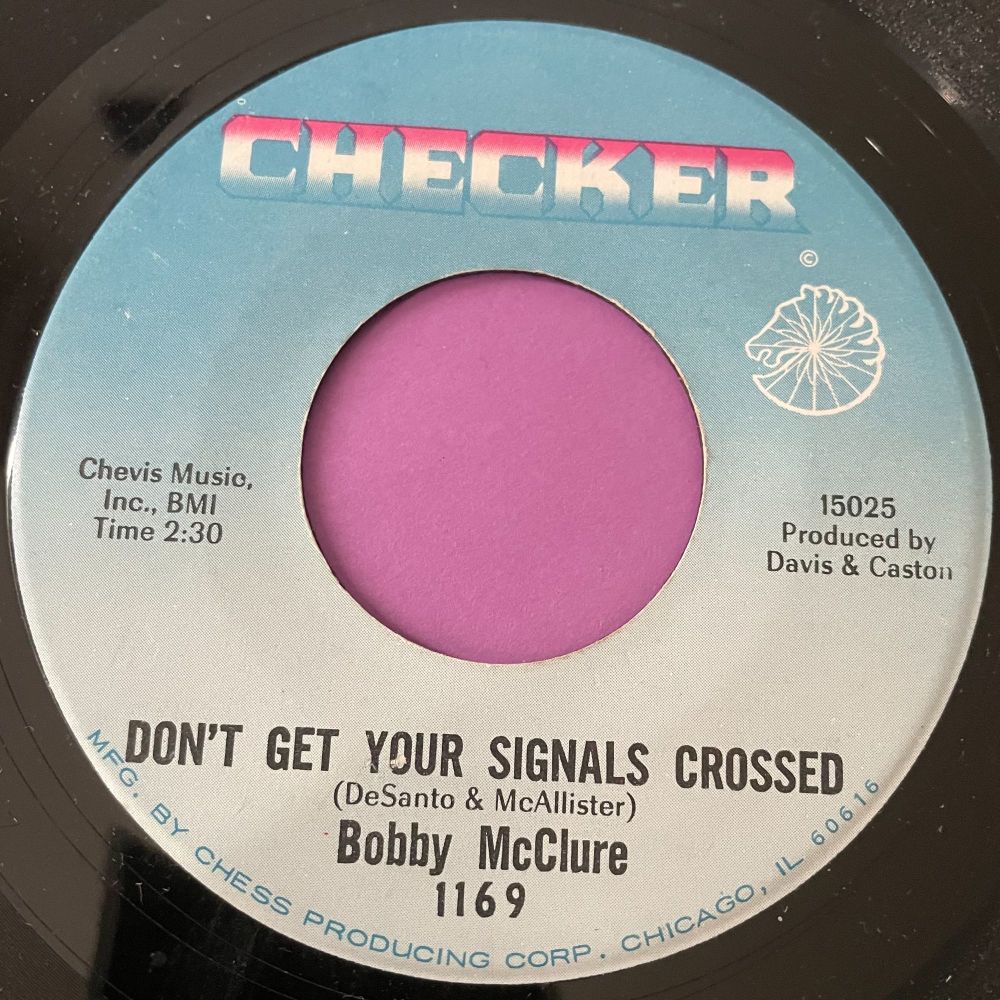 CHECKER
©
Chevis Music,
Inc., BMI
Time 2:30
15025
Produced by
Davis & Caston
DON'T GET YOUR SIGNALS CROSSED
(DeSanto & McAllister)
Bobby McClure
1169
MFG. BY CHESS PRODUCING CORP. CHICAGO, IL 60616